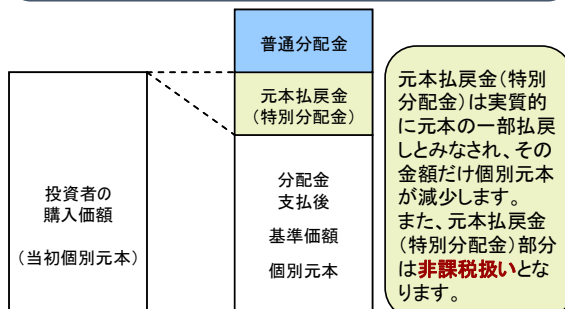 普通分配金
元本払戻金
(特別分配金)
投資者の
購入価額
(当初個別元本)
分配金
支払後
基準価額
個別元本
元本払戻金(特別
分配金)は実質的
に元本の一部払戻
しとみなされ、その
金額だけ個別元本
が減少します。
また、元本払戻金
(特別分配金)部分
は非課税扱いとな
ります。